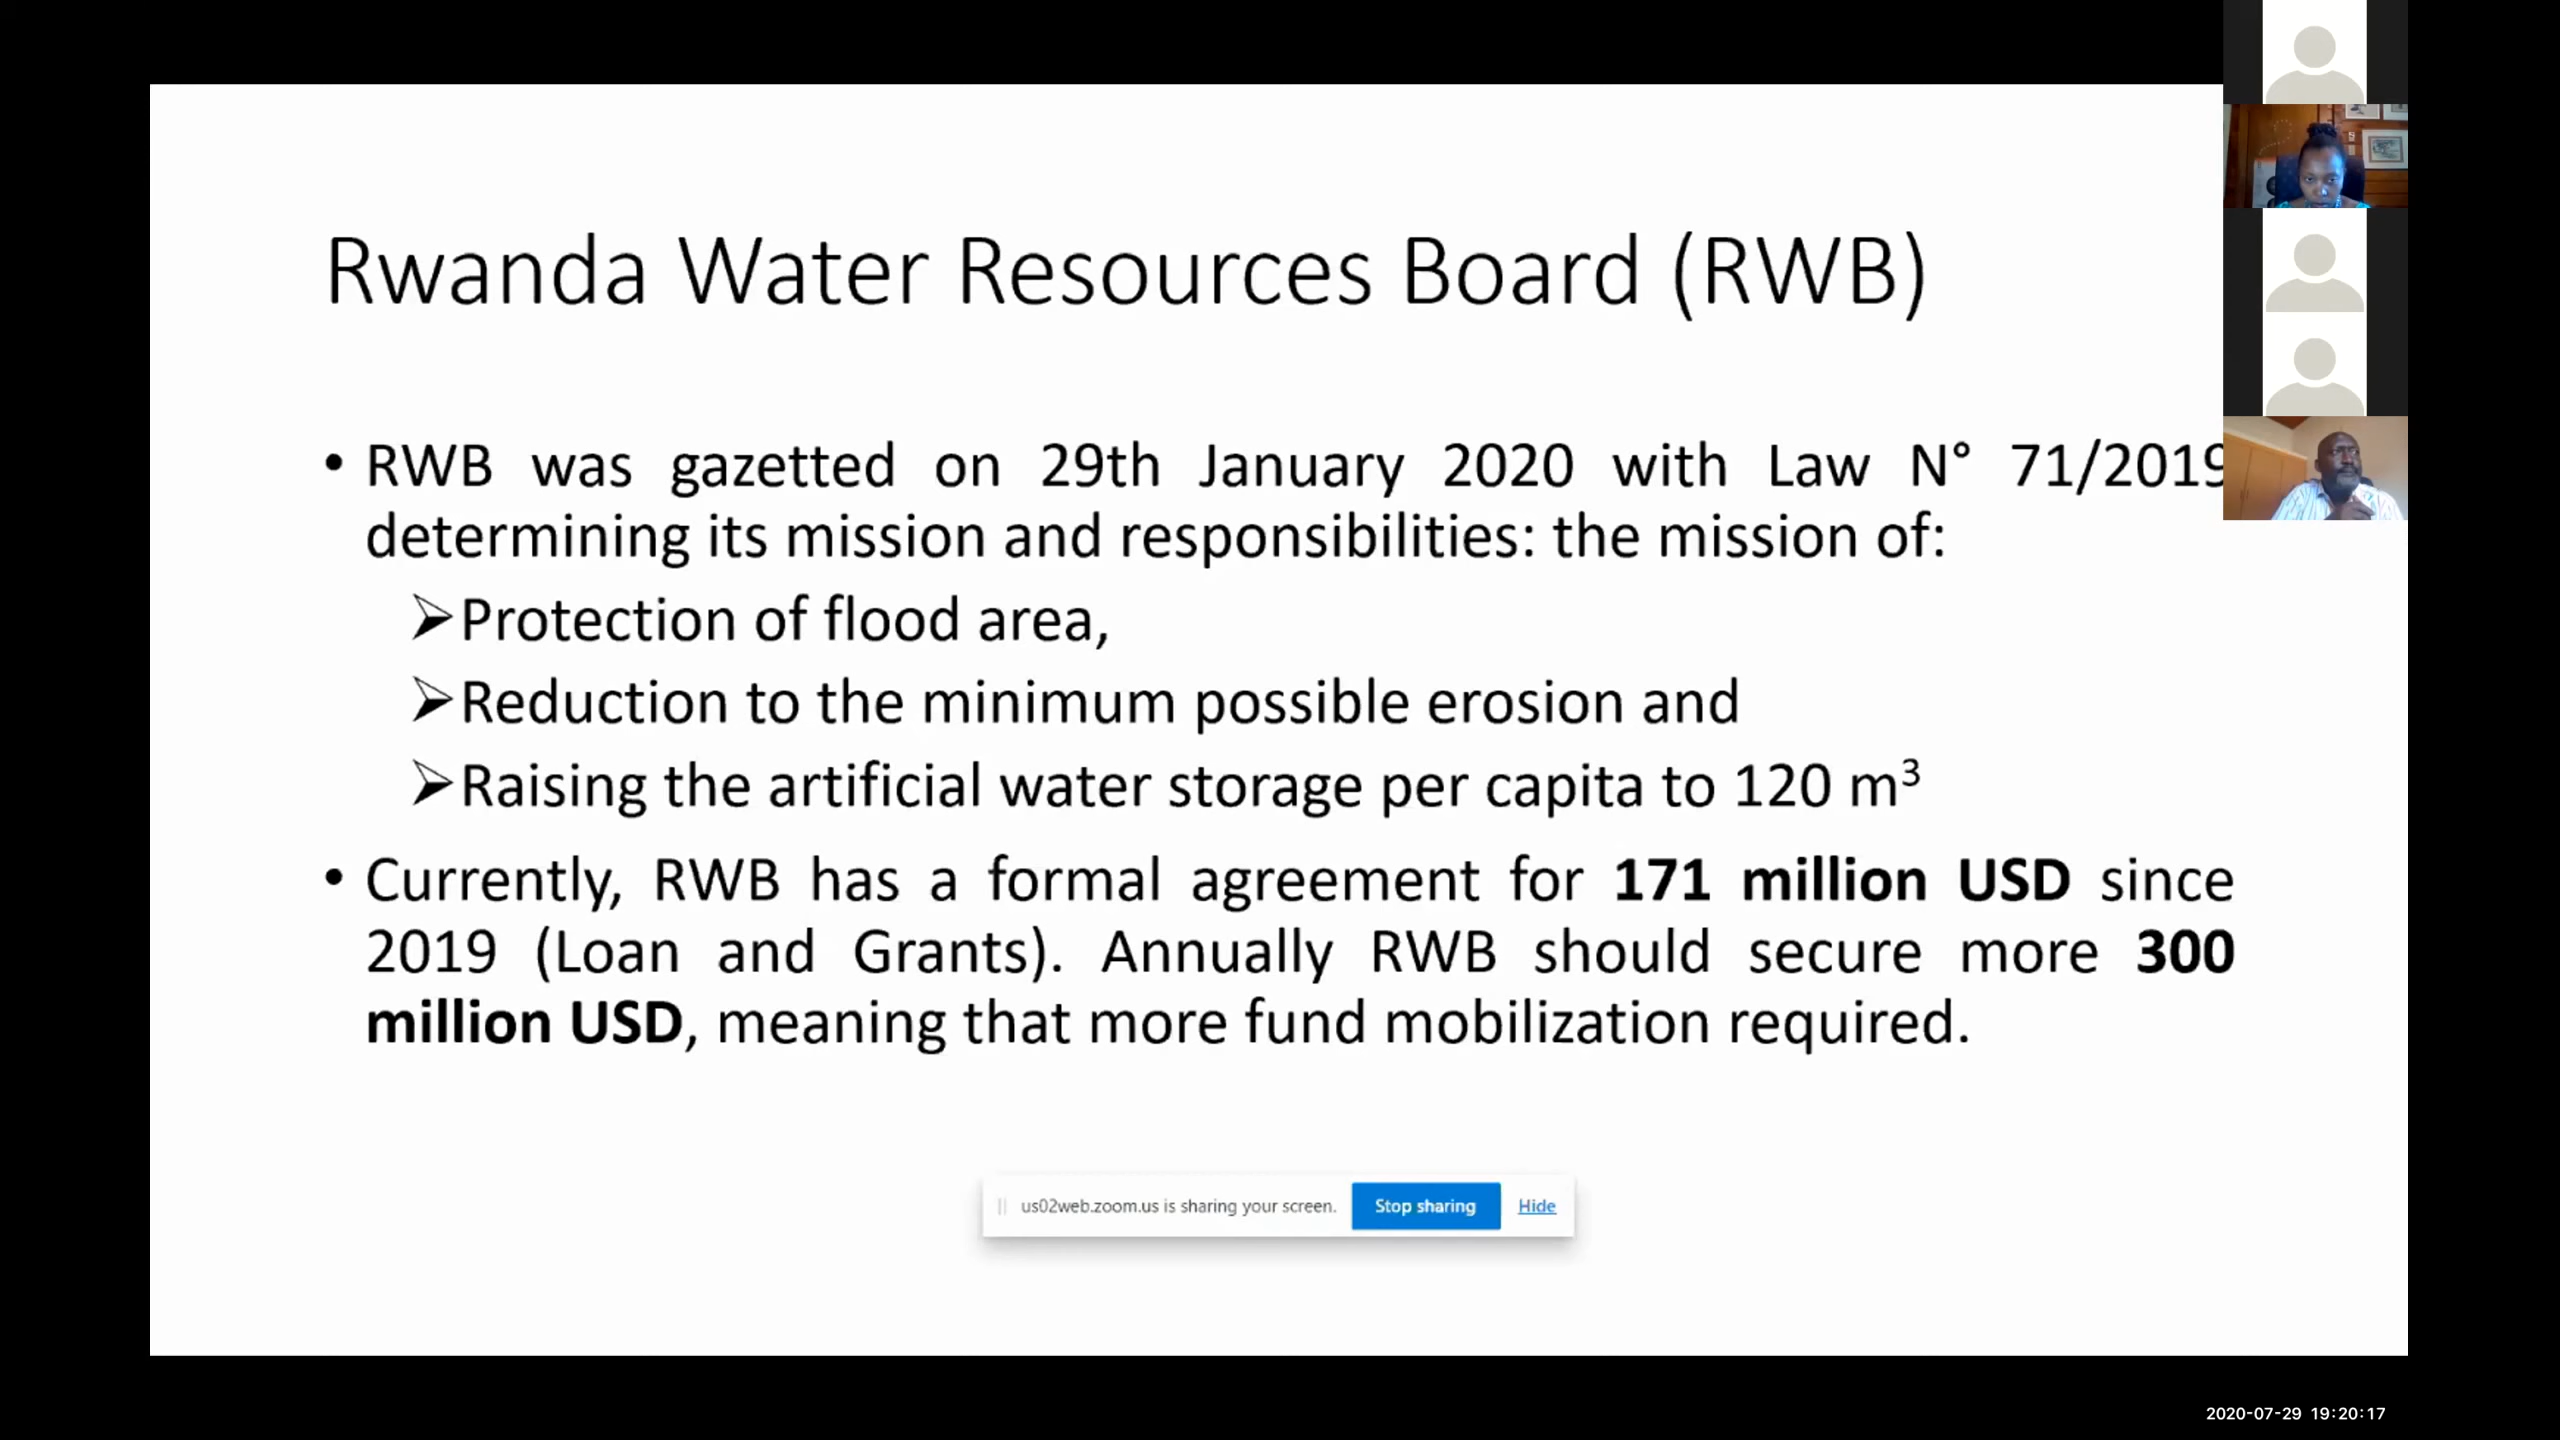 Rwanda Water Resources Board (RWB)
• RWB was gazetted on 29th January 2020 with Law N° 71/2019
determining its mission and responsibilities: the mission of:
➢Protection of flood area,
➢Reduction to the minimum possible erosion and
➢Raising the artificial water storage per capita to 120 m³
• Currently, RWB has a formal agreement for 171 million USD since
2019 (Loan and Grants). Annually RWB should secure more 300
million USD, meaning that more fund mobilization required.
us02web.zoom.us is sharing your screen. Stop sharing Hide
2020-07-29 19:20:17